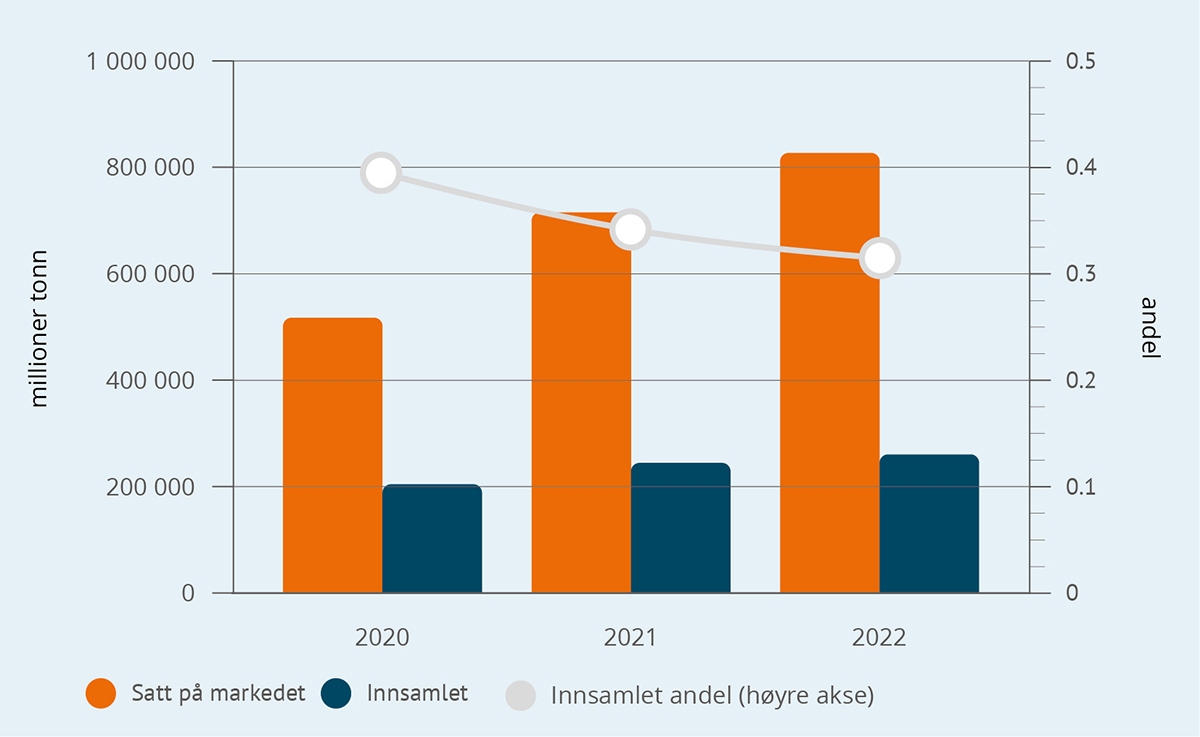 1 000 000
800 000
600 000
400 000
200 000
0
millioner tonn
0.5
0.4
0.3
0.2
0.1
0
andel
2020 2021 2022
Satt på markedet Innsamlet Innsamlet andel (høyre akse)